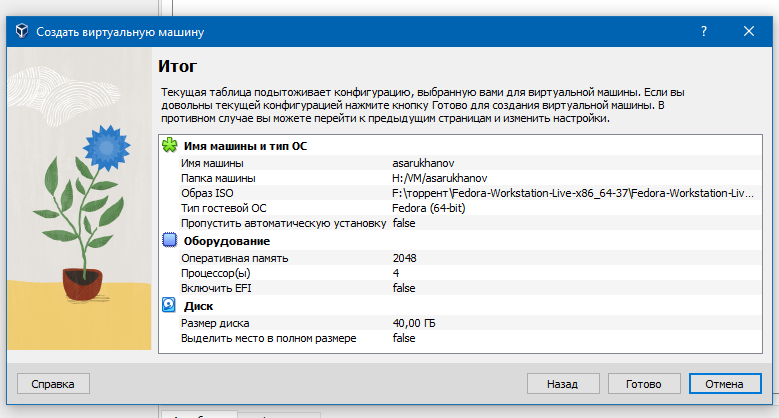 Создать виртуальную машину
?
Итог
Текущая таблица подытоживает конфигурацию, выбранную вами для виртуальной машины. Если вы
довольны текущей конфигурацией нажмите кнопку Готово для создания виртуальной машины. В
противном случае вы можете перейти к предыдущим страницам и изменить настройки.
Имя машины и тип ОС
Имя машины asarukhanov
Папка машины H:/VM/asarukhanov
Образ ISO F:\торрент\Fedora-Workstation-Live-x86_64-37\Fedora-Workstation-Liv...
Тип гостевой ОС Fedora (64-bit)
Пропустить автоматическую установку false
Оборудование
Оперативная память 2048
Процессор(ы) 4
Включить EFI false
Диск
Размер диска 40,00 ГБ
Выделить место в полном размере false
Справка Назад Готово Отмена